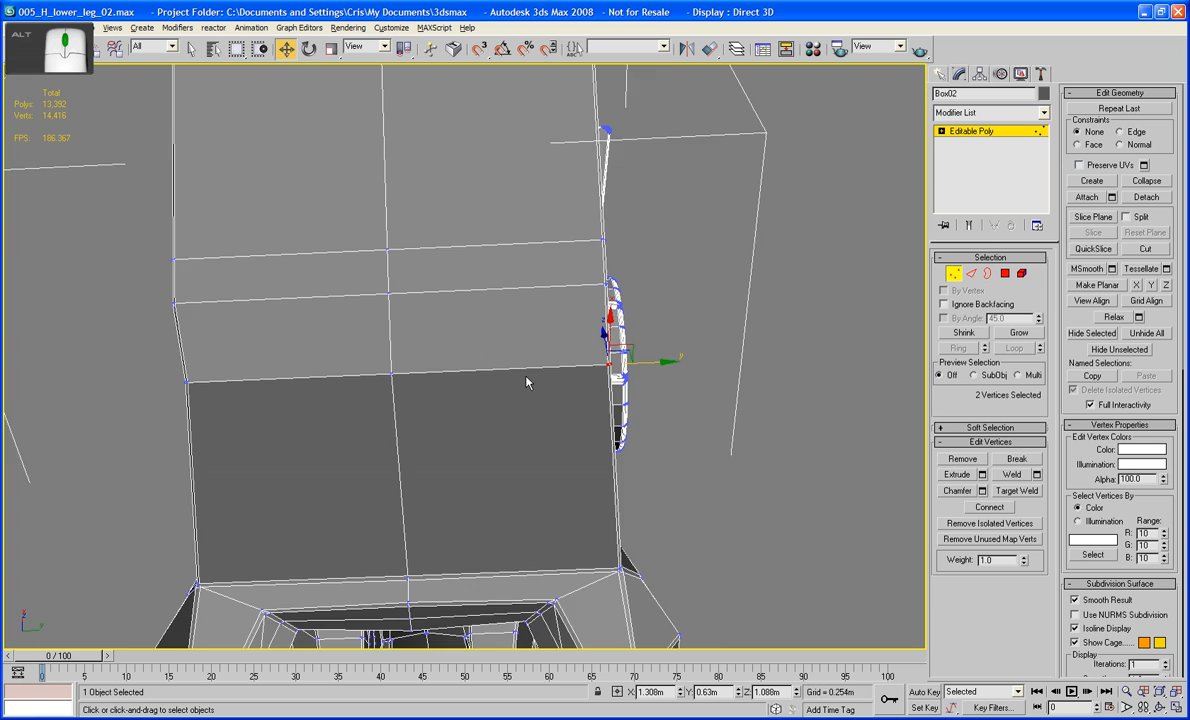 005_H_lower_leg_02.max - Project Folder: C:\Documents and Settings\Cris\My Documents\3dsmax - Autodesk 3ds Max 2008 - Not for Resale - Display : Direct 3D
ALT
Views Create Modifiers reactor Animation Graph Editors Rendering Customize MAXScript Help
All View View
Total
Polys: 13,392
Verts: 14,416
FPS: 186.367
Box02
Modifier List
Editable Poly
Selection
By Vertex
Ignore Backfacing
By Angle: 45.0
Shrink Grow
Ring Loop
Preview Selection
Off SubObj Multi
2 Vertices Selected
Soft Selection
Edit Vertices
Remove Break
Extrude Weld
Chamfer Target Weld
Connect
Remove Isolated Vertices
Remove Unused Map Verts
Weight: 1.0
Edit Geometry
Repeat Last
Constraints
None Edge
Face Normal
Preserve UVs
Create Collapse
Attach Detach
Slice Plane Split
Slice Reset Plane
QuickSlice Cut
MSmooth Tessellate
Make Planar X Y Z
View Align Grid Align
Relax
Hide Selected Unhide All
Hide Unselected
Named Selections:
Copy Paste
Delete Isolated Vertices
Full Interactivity
Vertex Properties
Edit Vertex Colors
Color:
Illumination:
Alpha: 100.0
Select Vertices By
Color
Illumination Range:
R: 10
G: 10
Select B: 10
Subdivision Surface
Smooth Result
Use NURMS Subdivision
Isoline Display
Show Cage......
Display
Iterations: 1
y
z
0 / 100
0 5 10 15 20 25 30 35 40 45 50 55 60 65 70 75 80 85 90 95 100
1 Object Selected X: 1.308m Y: 0.63m Z: 1.088m Grid = 0.254m Auto Key Selected
Click or click-and-drag to select objects Add Time Tag Set Key Key Filters... 0